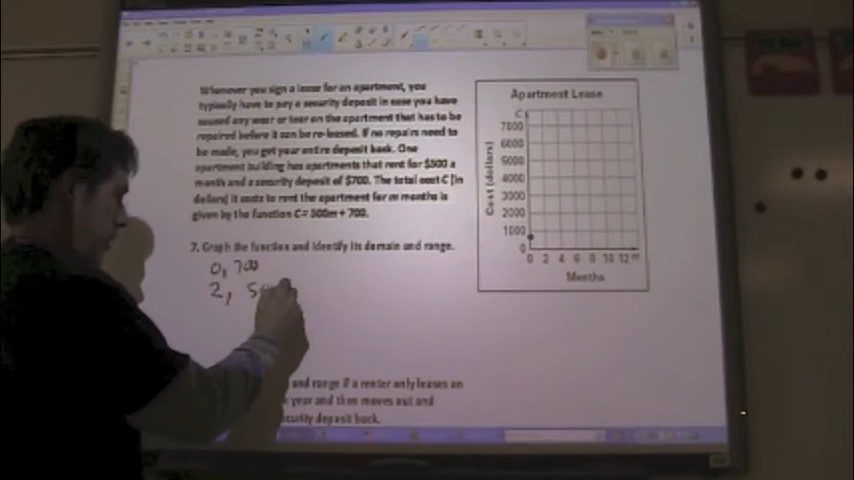 Whenever you sign a lease for an apartment, you
typically have to pay a security deposit in case you have
caused any wear or tear on the apartment that has to be
repaired before it can be re-leased. If no repairs need to
be made, you get your entire deposit back. One
apartment building has apartments that rent for $500 a
month and a security deposit of $700. The total cost C (in
dollars) it costs to rent the apartment for m months is
given by the function C = 500m + 700.
7. Graph the function and identify its domain and range.
0, 700
2, 5
and range if a renter only leases an
year and then moves out and
security deposit back.
Apartment Lease
C
7000
6000
5000
4000
3000
2000
1000
0
Cost (dollars)
0 2 4 6 8 10 12 m
Months